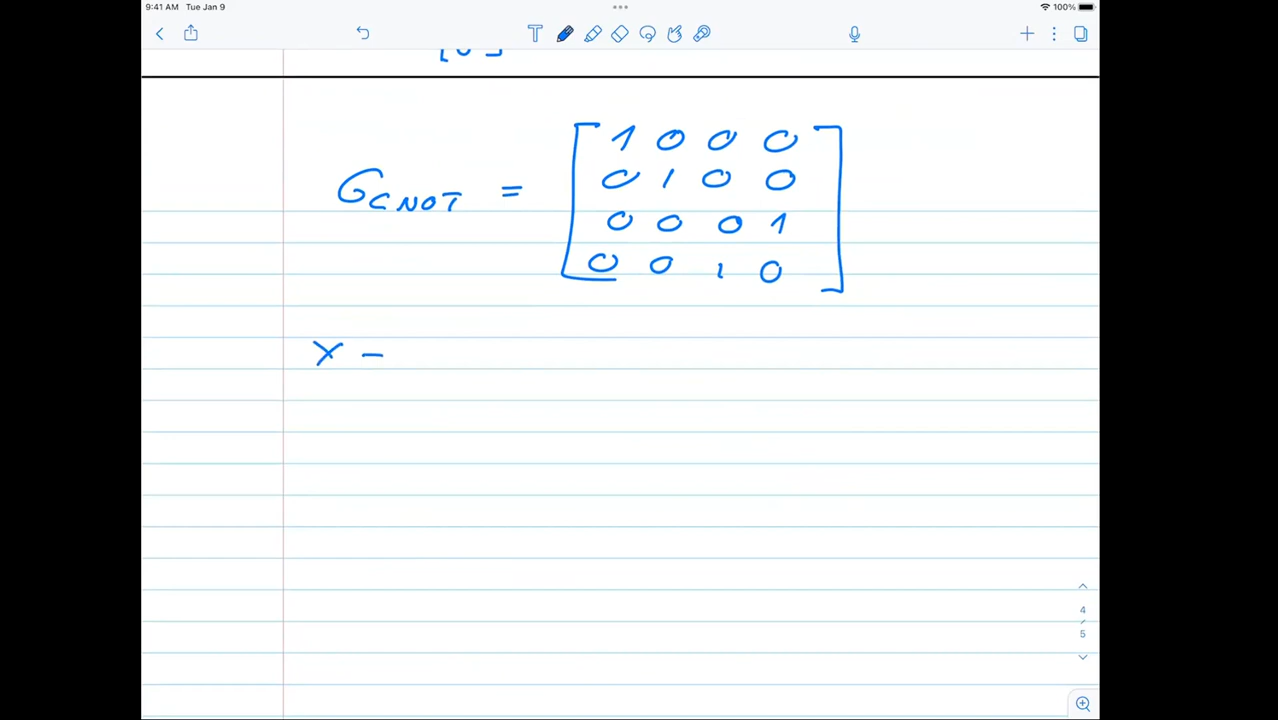 9:41 AM Tue Jan 9
100%
G_CNOT = [1 0 0 0
0 1 0 0
0 0 0 1
0 0 1 0]
X -
4
/
5